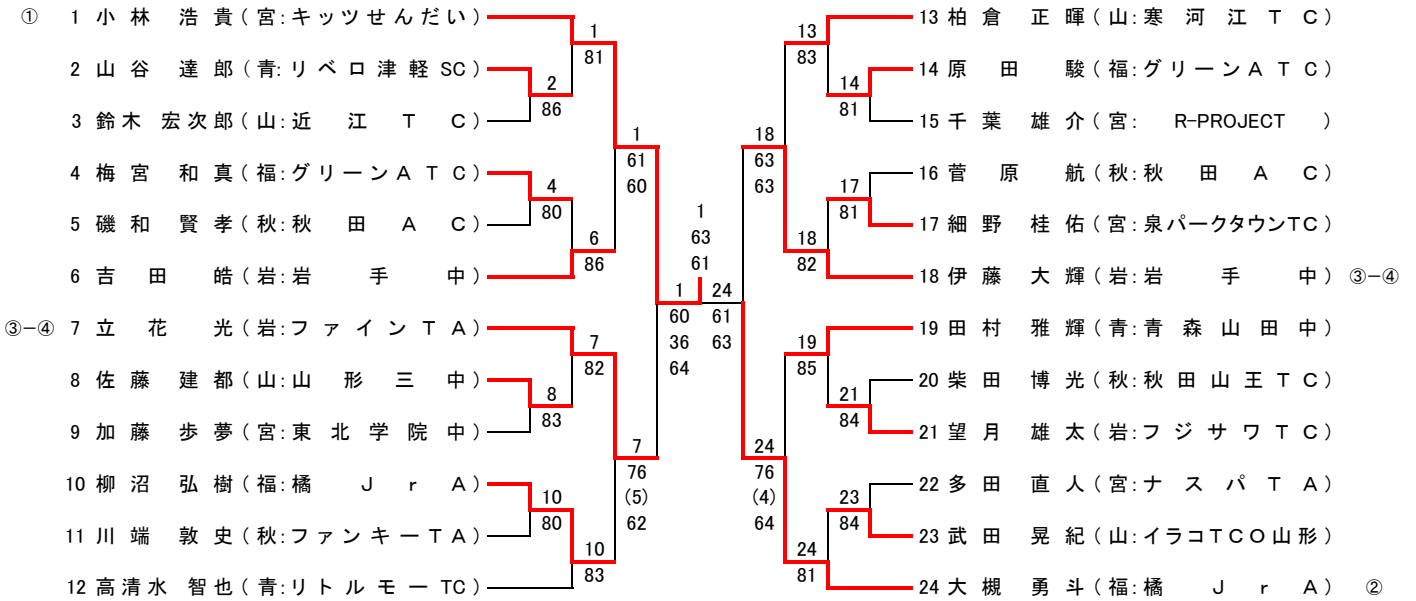 ① 1 小林 浩貴(宮:キッツせんだい)
2 山谷 達郎(青:リベロ津軽SC)
3 鈴木 宏次郎(山:近江TC)
4 梅宮 和真(福:グリーンATC)
5 磯和 賢孝(秋:秋田AC)
6 吉田 皓(岩:岩手中)
③−④ 7 立花 光(岩:ファインTA)
8 佐藤 建都(山:山形三中)
9 加藤 歩夢(宮:東北学院中)
10 柳沼 弘樹(福:橘JrA)
11 川端 敦史(秋:ファンキーTA)
12 高清水 智也(青:リトルモーTC)
1
81
2
86
4
80
6
86
7
82
8
83
10
80
10
83
1
61
60
7
76
(5)
62
1
60
36
64
1
63
61
24
61
63
18
63
63
24
76
(4)
64
13
83
14
81
17
81
18
82
19
85
21
84
23
84
24
81
13 柏倉 正暉(山:寒河江TC)
14 原田 駿(福:グリーンATC)
15 千葉 雄介(宮: R-PROJECT )
16 菅原 航(秋:秋田AC)
17 細野 桂佑(宮:泉パークタウンTC)
18 伊藤 大輝(岩:岩手中) ③−④
19 田村 雅輝(青:青森山田中)
20 柴田 博光(秋:秋田山王TC)
21 望月 雄太(岩:フジサワTC)
22 多田 直人(宮:ナスパTA)
23 武田 晃紀(山:イラコTCO山形)
24 大槻 勇斗(福:橘JrA) ②